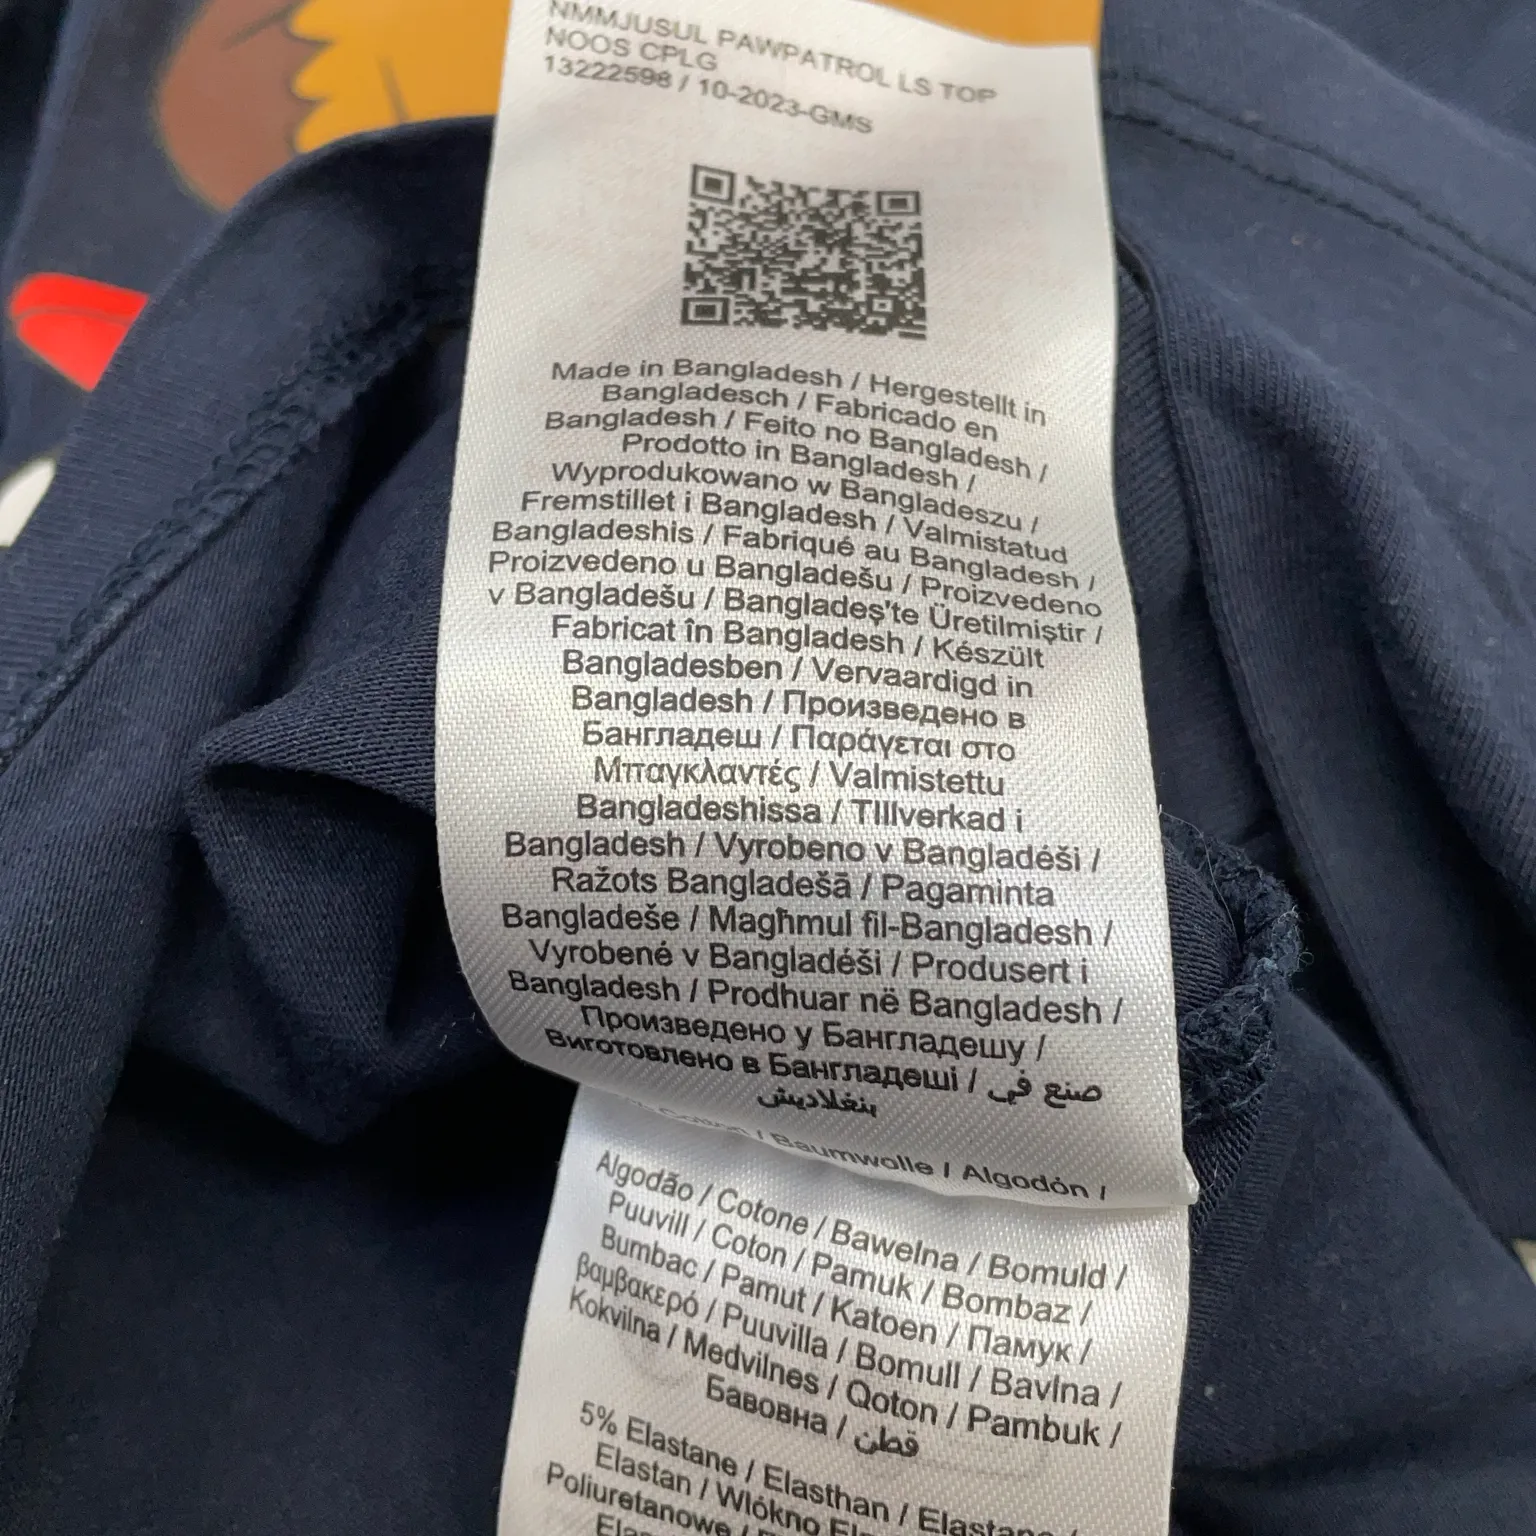 NMMJUSUL PAWPATROL LS TOP
NOOS CPLG
13222598 / 10-2023-GMS
Made in Bangladesh / Hergestellt in
Bangladesch / Fabricado en
Bangladesh / Feito no Bangladesh /
Prodotto in Bangladesh /
Wyprodukowano w Bangladeszu /
Fremstillet i Bangladesh / Valmistatud
Bangladeshis / Fabriqué au Bangladesh /
Proizvedeno u Bangladešu / Proizvedeno
v Bangladešu / Bangladeş'te Üretilmiştir /
Fabricat în Bangladesh / Készült
Bangladesben / Vervaardigd in
Bangladesh / Произведено в
Бангладеш / Παράγεται στο
Μπαγκλαντές / Valmistettu
Bangladeshissa / TIllverkad i
Bangladesh / Vyrobeno v Bangladéši /
Ražots Bangladešā / Pagaminta
Bangladeše / Magħmul fil-Bangladesh /
Vyrobené v Bangladéši / Produsert i
Bangladesh / Prodhuar në Bangladesh /
Произведено у Бангладешу /
Виготовлено в Бангладеші / صنع في
بنغلاديش
Cotton / Baumwolle / Algodón /
Algodão / Cotone / Bawełna / Bomuld /
Puuvill / Coton / Pamuk / Bombaz /
Bumbac / Pamut / Katoen / Памук /
βαμβακερό / Puuvilla / Bomull / Bavlna /
Kokvilna / Medvilnes / Qoton / Pambuk /
Бавовна / قطن
5% Elastane / Elasthan / Elastano /
Elastan / Włókno
Poliuretanowe /